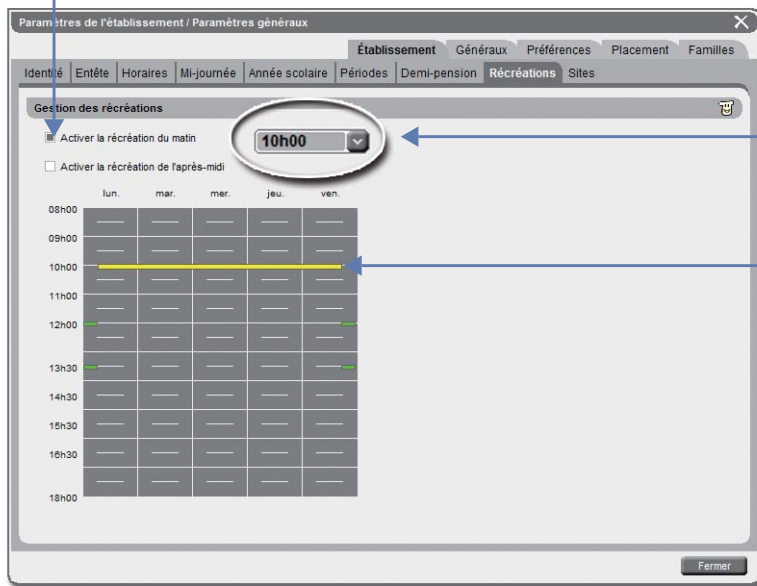 Paramètres de l'établissement / Paramètres généraux
Établissement Généraux Préférences Placement Familles
Identité Entête Horaires Mi-journée Année scolaire Périodes Demi-pension Récréations Sites
Gestion des récréations
Activer la récréation du matin 10h00
Activer la récréation de l'après-midi
lun. mar. mer. jeu. ven.
08h00
09h00
10h00
11h00
12h00
13h30
14h30
15h30
16h30
18h00
Fermer